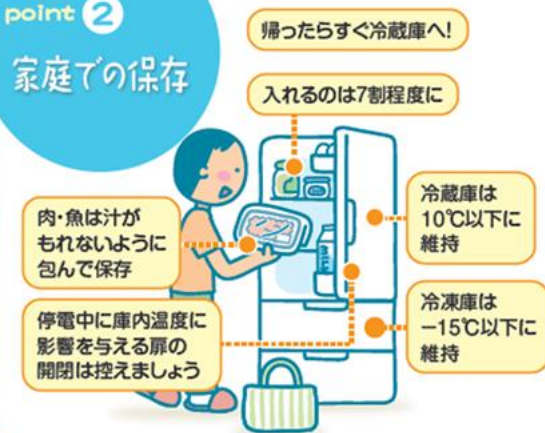 point 2
家庭での保存
帰ったらすぐ冷蔵庫へ!
入れるのは7割程度に
肉・魚は汁が
もれないように
包んで保存
冷蔵庫は
10℃以下に
維持
停電中に庫内温度に
影響を与える扉の
開閉は控えましょう
冷凍庫は
−15℃以下に
維持